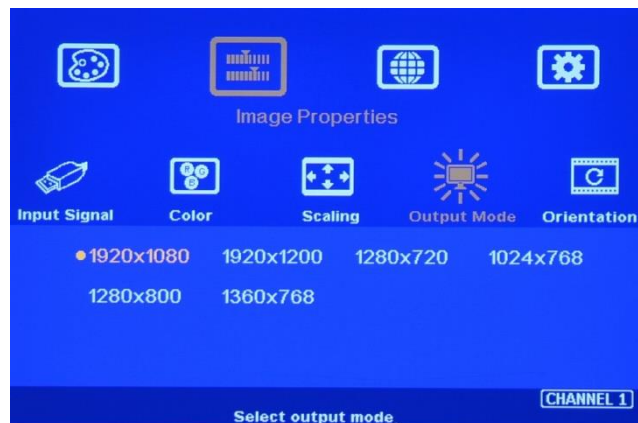 Image Properties
R G B
Input Signal Color Scaling Output Mode Orientation
1920x1080 1920x1200 1280x720 1024x768
1280x800 1360x768
CHANNEL 1
Select output mode